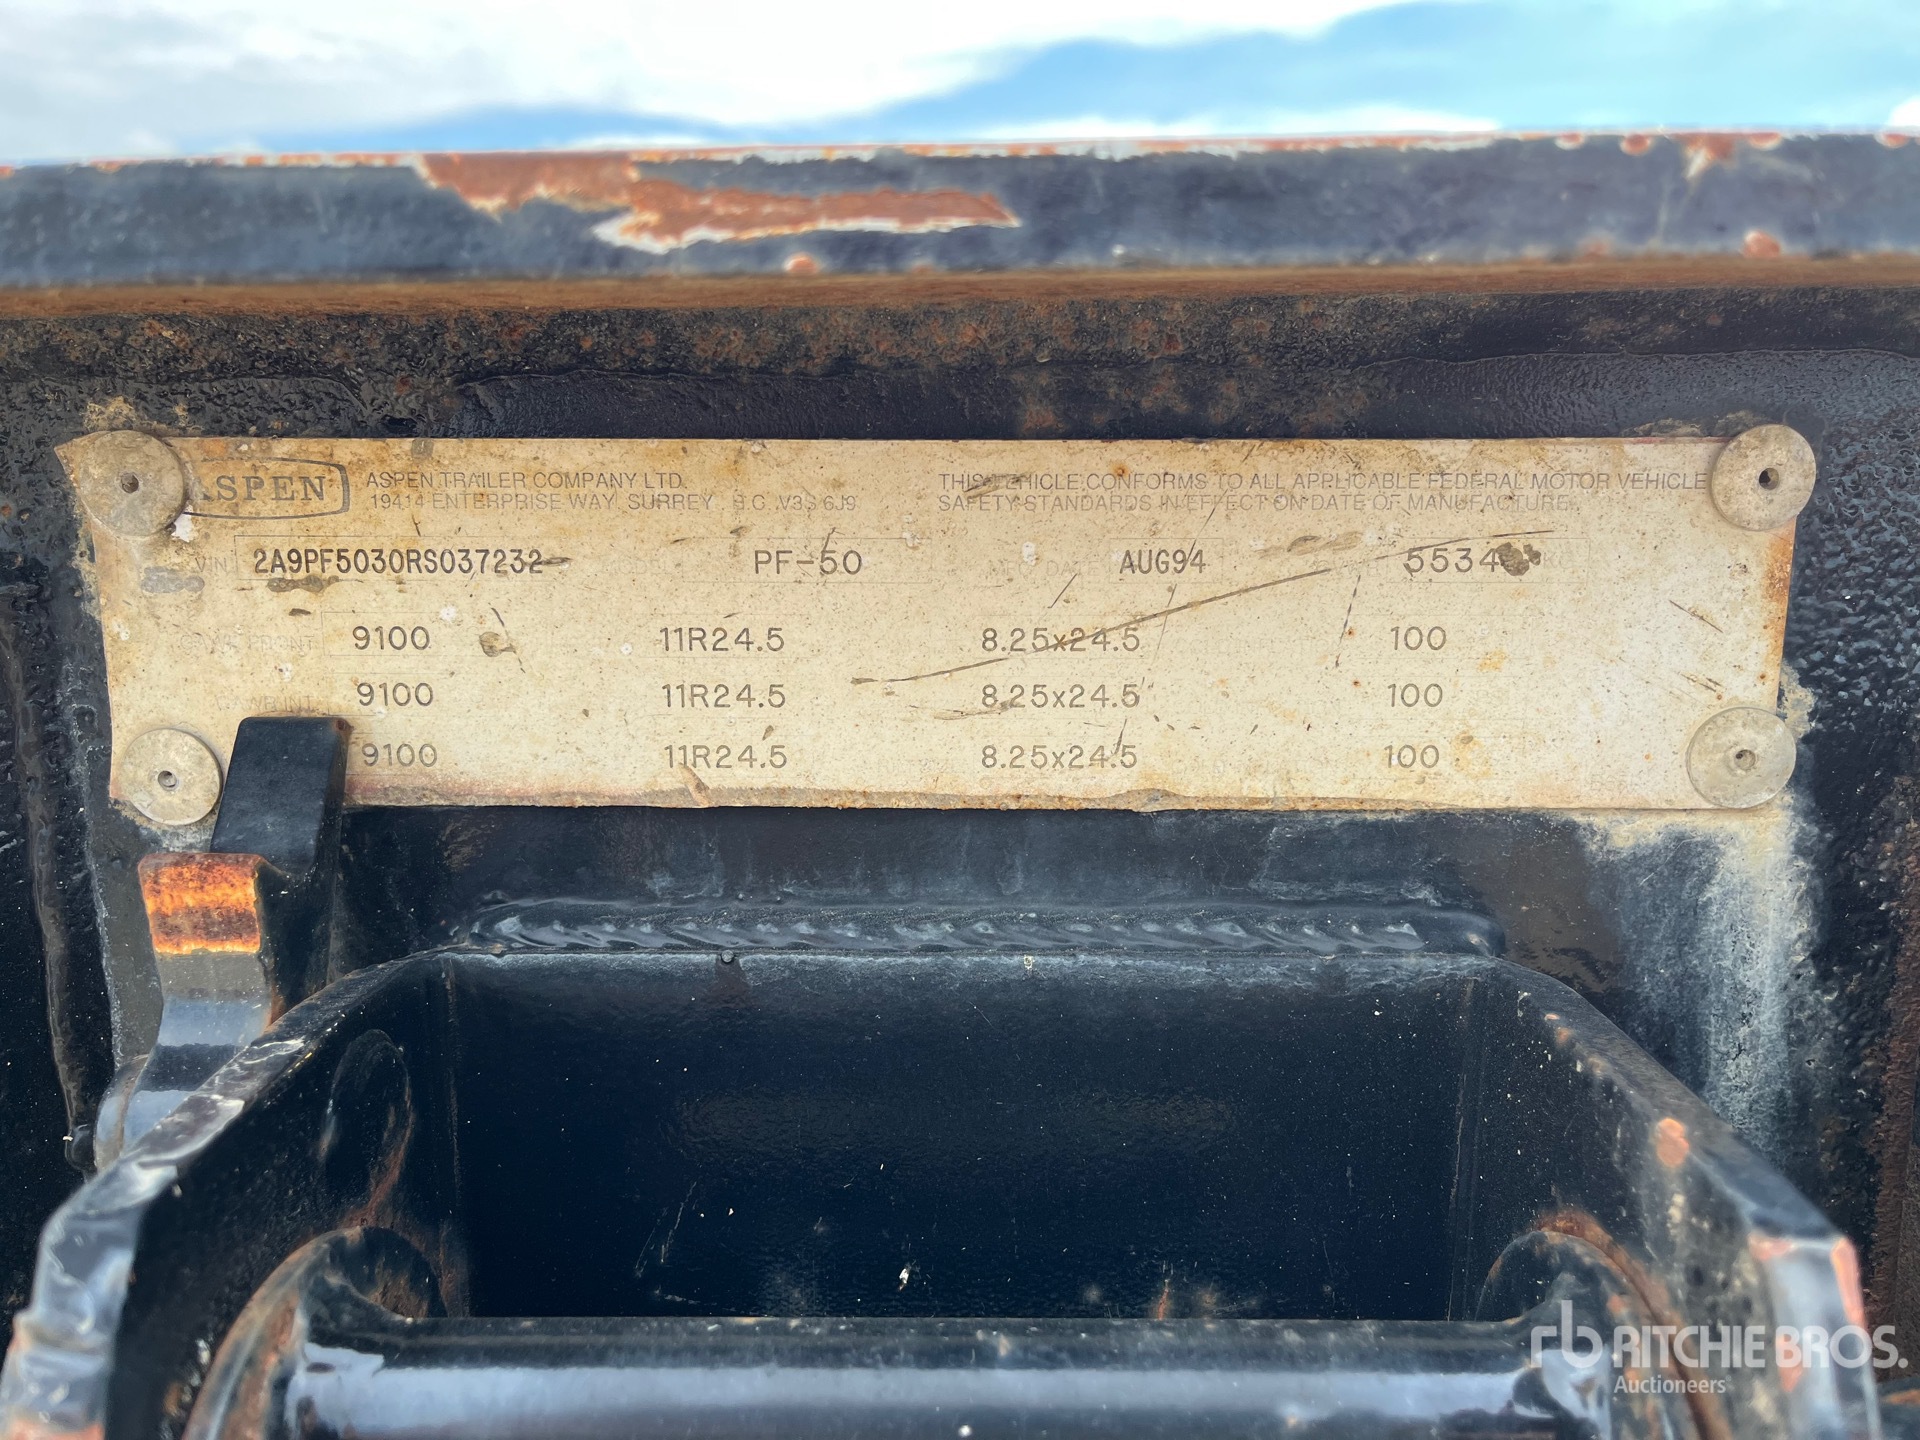 ASPEN
ASPEN TRAILER COMPANY LTD.
19414 ENTERPRISE WAY, SURREY, B.C. V3S 6J9
THIS VEHICLE CONFORMS TO ALL APPLICABLE FEDERAL MOTOR VEHICLE
SAFETY STANDARDS IN EFFECT ON DATE OF MANUFACTURE.
VIN 2A9PF5030RS037232 PF-50 DATE AUG94 5534
FRONT 9100 11R24.5 8.25x24.5 100
9100 11R24.5 8.25x24.5 100
9100 11R24.5 8.25x24.5 100
rb RITCHIE BROS.
Auctioneers